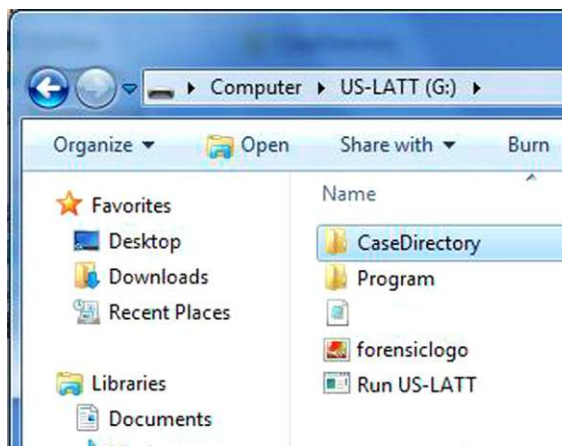 Computer ▸ US-LATT (G:) ▸
Organize ▾ Open Share with ▾ Burn
Name
Favorites
Desktop
Downloads
Recent Places
Libraries
Documents
CaseDirectory
Program
forensiclogo
Run US-LATT